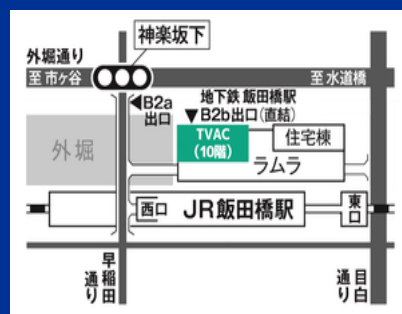 神楽坂下
外堀通り
至市ヶ谷
至水道橋
◀B2a
出口
地下鉄 飯田橋駅
▼B2b出口(直結)
TVAC
(10階)
住宅棟
外堀
ラムラ
西口
JR飯田橋駅
東口
早稲田通り
目白通り